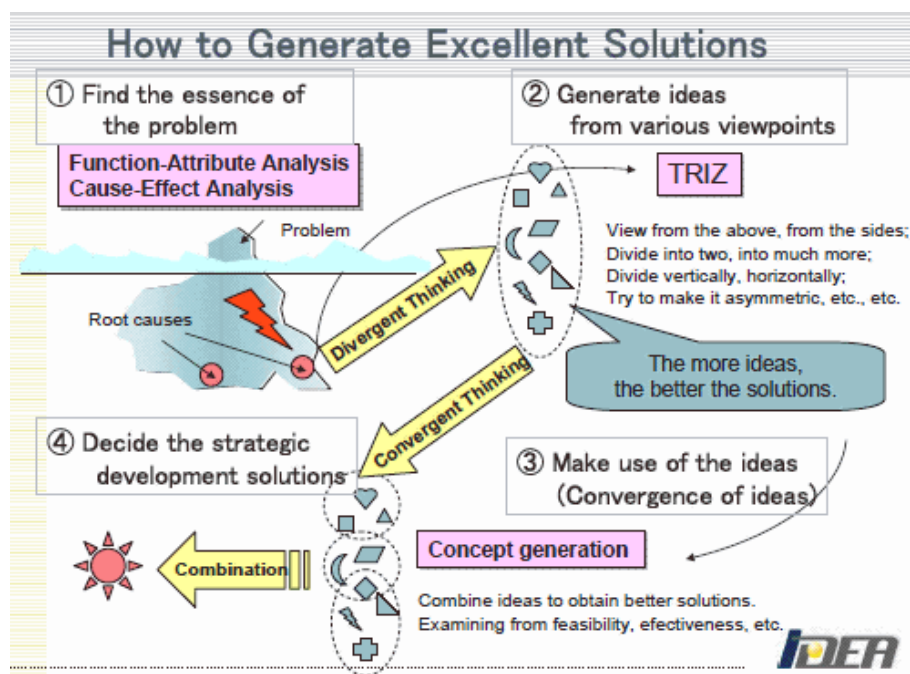 How to Generate Excellent Solutions
① Find the essence of
the problem
Function-Attribute Analysis
Cause-Effect Analysis
Problem
Root causes
Divergent Thinking
② Generate ideas
from various viewpoints
TRIZ
View from the above, from the sides;
Divide into two, into much more;
Divide vertically, horizontally;
Try to make it asymmetric, etc., etc.
The more ideas,
the better the solutions.
Convergent Thinking
③ Make use of the ideas
(Convergence of ideas)
Concept generation
Combine ideas to obtain better solutions.
Examining from feasibility, efectiveness, etc.
④ Decide the strategic
development solutions
Combination
IDEA